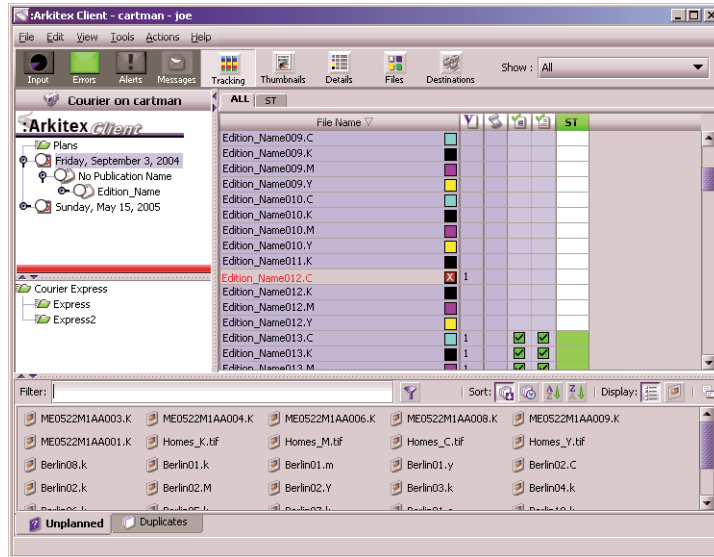 :Arkitex Client - cartman - joe
File Edit View Tools Actions Help
Input Errors Alerts Messages Tracking Thumbnails Details Files Destinations Show : All
Courier on cartman
:Arkitex Client
Plans
Friday, September 3, 2004
No Publication Name
Edition_Name
Sunday, May 15, 2005
Courier Express
Express
Express2
ALL ST
File Name ST
Edition_Name009.C
Edition_Name009.K
Edition_Name009.M
Edition_Name009.Y
Edition_Name010.C
Edition_Name010.K
Edition_Name010.M
Edition_Name010.Y
Edition_Name011.K
Edition_Name012.C X 1
Edition_Name012.K
Edition_Name012.M
Edition_Name012.Y
Edition_Name013.C 1
Edition_Name013.K 1
Edition_Name013.M
Filter: Sort: Display:
ME0522M1AA003.K ME0522M1AA004.K ME0522M1AA006.K ME0522M1AA008.K ME0522M1AA009.K
ME0522M1AA001.K Homes_K.tif Homes_M.tif Homes_C.tif Homes_Y.tif
Berlin08.k Berlin01.k Berlin01.m Berlin01.y Berlin02.C
Berlin02.k Berlin02.M Berlin02.Y Berlin03.k Berlin04.k
Unplanned Duplicates